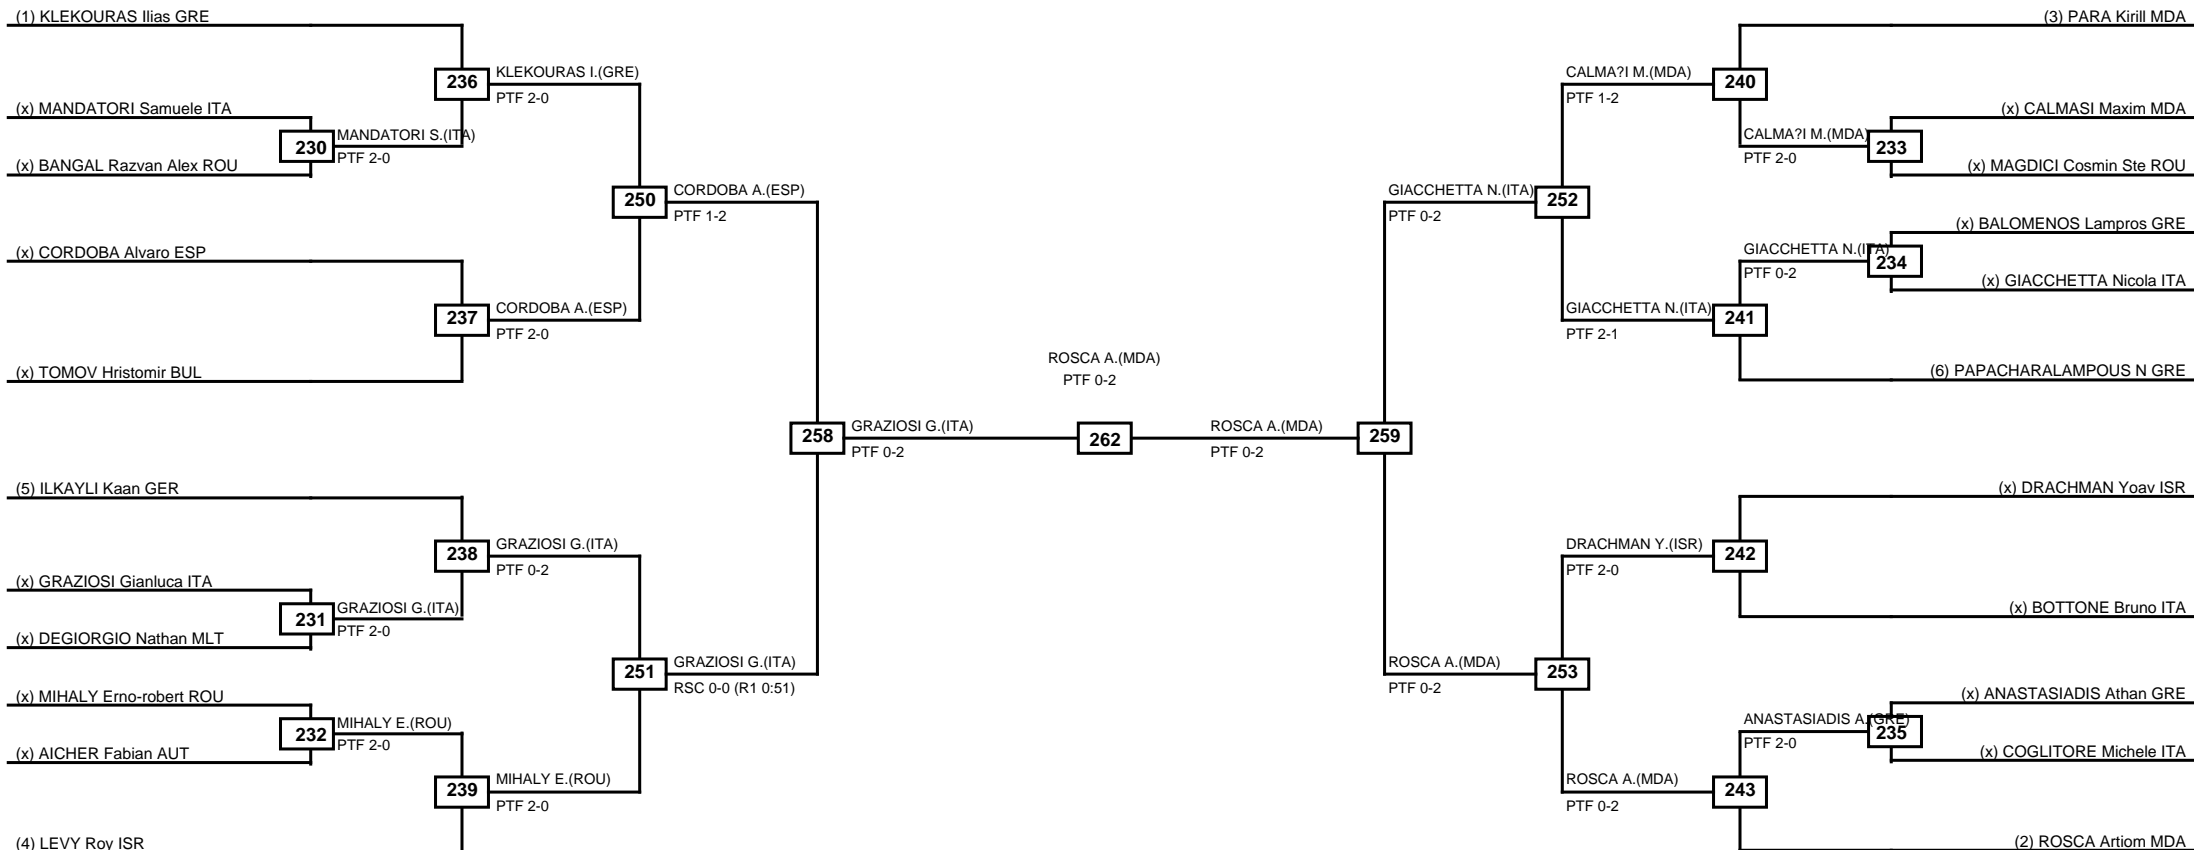 (1) KLEKOURAS Ilias GRE
236
KLEKOURAS I.(GRE)
PTF 2-0
(x) MANDATORI Samuele ITA
230
MANDATORI S.(ITA)
PTF 2-0
(x) BANGAL Razvan Alex ROU
250
CORDOBA A.(ESP)
PTF 1-2
(x) CORDOBA Alvaro ESP
237
CORDOBA A.(ESP)
PTF 2-0
(x) TOMOV Hristomir BUL
258
GRAZIOSI G.(ITA)
PTF 0-2
(5) ILKAYLI Kaan GER
238
GRAZIOSI G.(ITA)
PTF 0-2
(x) GRAZIOSI Gianluca ITA
231
GRAZIOSI G.(ITA)
PTF 2-0
(x) DEGIORGIO Nathan MLT
251
GRAZIOSI G.(ITA)
RSC 0-0 (R1 0:51)
(x) MIHALY Erno-robert ROU
232
MIHALY E.(ROU)
PTF 2-0
(x) AICHER Fabian AUT
239
MIHALY E.(ROU)
PTF 2-0
(4) LEVY Roy ISR
ROSCA A.(MDA)
PTF 0-2
262
ROSCA A.(MDA)
PTF 0-2
259
(3) PARA Kirill MDA
CALMA?I M.(MDA)
PTF 1-2
240
(x) CALMASI Maxim MDA
CALMA?I M.(MDA)
PTF 2-0
233
(x) MAGDICI Cosmin Ste ROU
GIACCHETTA N.(ITA)
PTF 0-2
252
(x) BALOMENOS Lampros GRE
GIACCHETTA N.(ITA)
PTF 0-2
234
(x) GIACCHETTA Nicola ITA
GIACCHETTA N.(ITA)
PTF 2-1
241
(6) PAPACHARALAMPOUS N GRE
(x) DRACHMAN Yoav ISR
DRACHMAN Y.(ISR)
PTF 2-0
242
(x) BOTTONE Bruno ITA
ROSCA A.(MDA)
PTF 0-2
253
(x) ANASTASIADIS Athan GRE
ANASTASIADIS A.(GRE)
PTF 2-0
235
(x) COGLITORE Michele ITA
ROSCA A.(MDA)
PTF 0-2
243
(2) ROSCA Artiom MDA